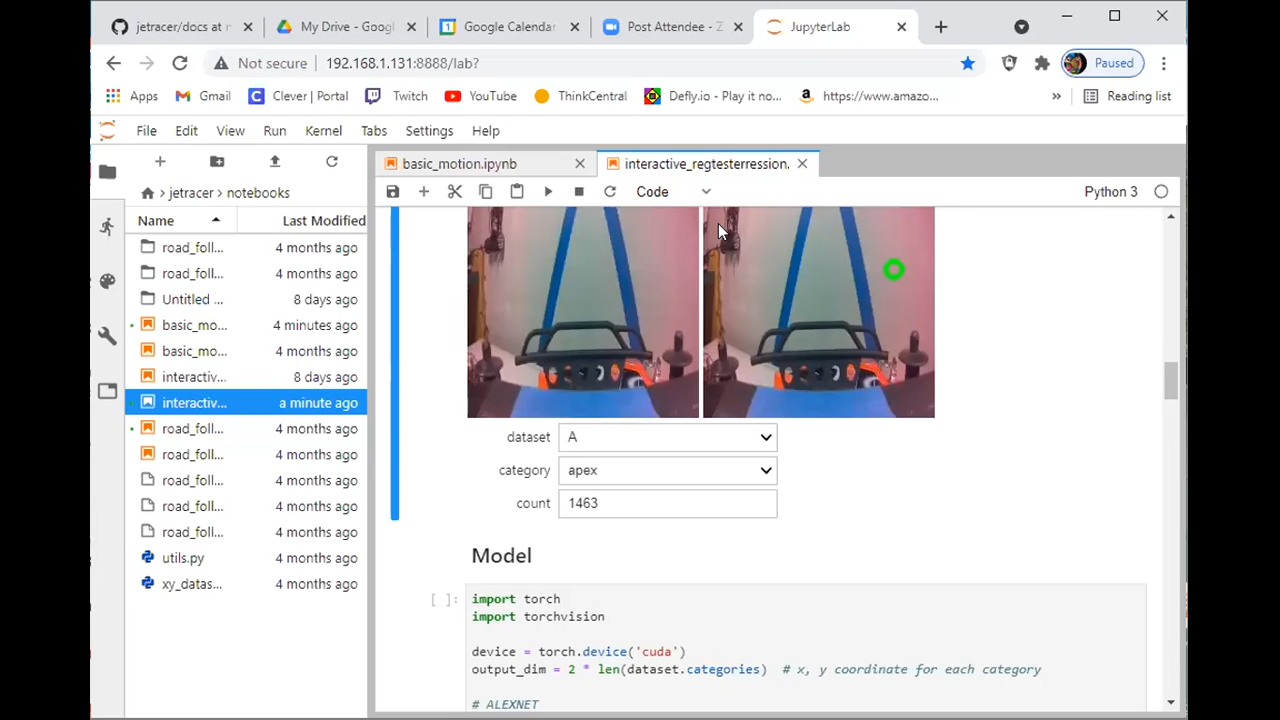 jetracer/docs at n
My Drive - Googl
Google Calendar
Post Attendee - Z
JupyterLab
Not secure
192.168.1.131:8888/lab?
Paused
Apps
Gmail
Clever | Portal
Twitch
YouTube
ThinkCentral
Defly.io - Play it no...
https://www.amazo...
Reading list
File Edit View Run Kernel Tabs Settings Help
basic_motion.ipynb
interactive_regtesterression.
jetracer / notebooks
Code
Python 3
Name Last Modified
road_foll... 4 months ago
road_foll... 4 months ago
Untitled ... 8 days ago
basic_mo... 4 minutes ago
basic_mo... 4 months ago
interactiv... 8 days ago
interactiv... a minute ago
road_foll... 4 months ago
road_foll... 4 months ago
road_foll... 4 months ago
road_foll... 4 months ago
road_foll... 4 months ago
utils.py 4 months ago
xy_datas... 4 months ago
dataset A
category apex
count 1463
Model
[ ]:
import torch
import torchvision
device = torch.device('cuda')
output_dim = 2 * len(dataset.categories) # x, y coordinate for each category
# ALEXNET